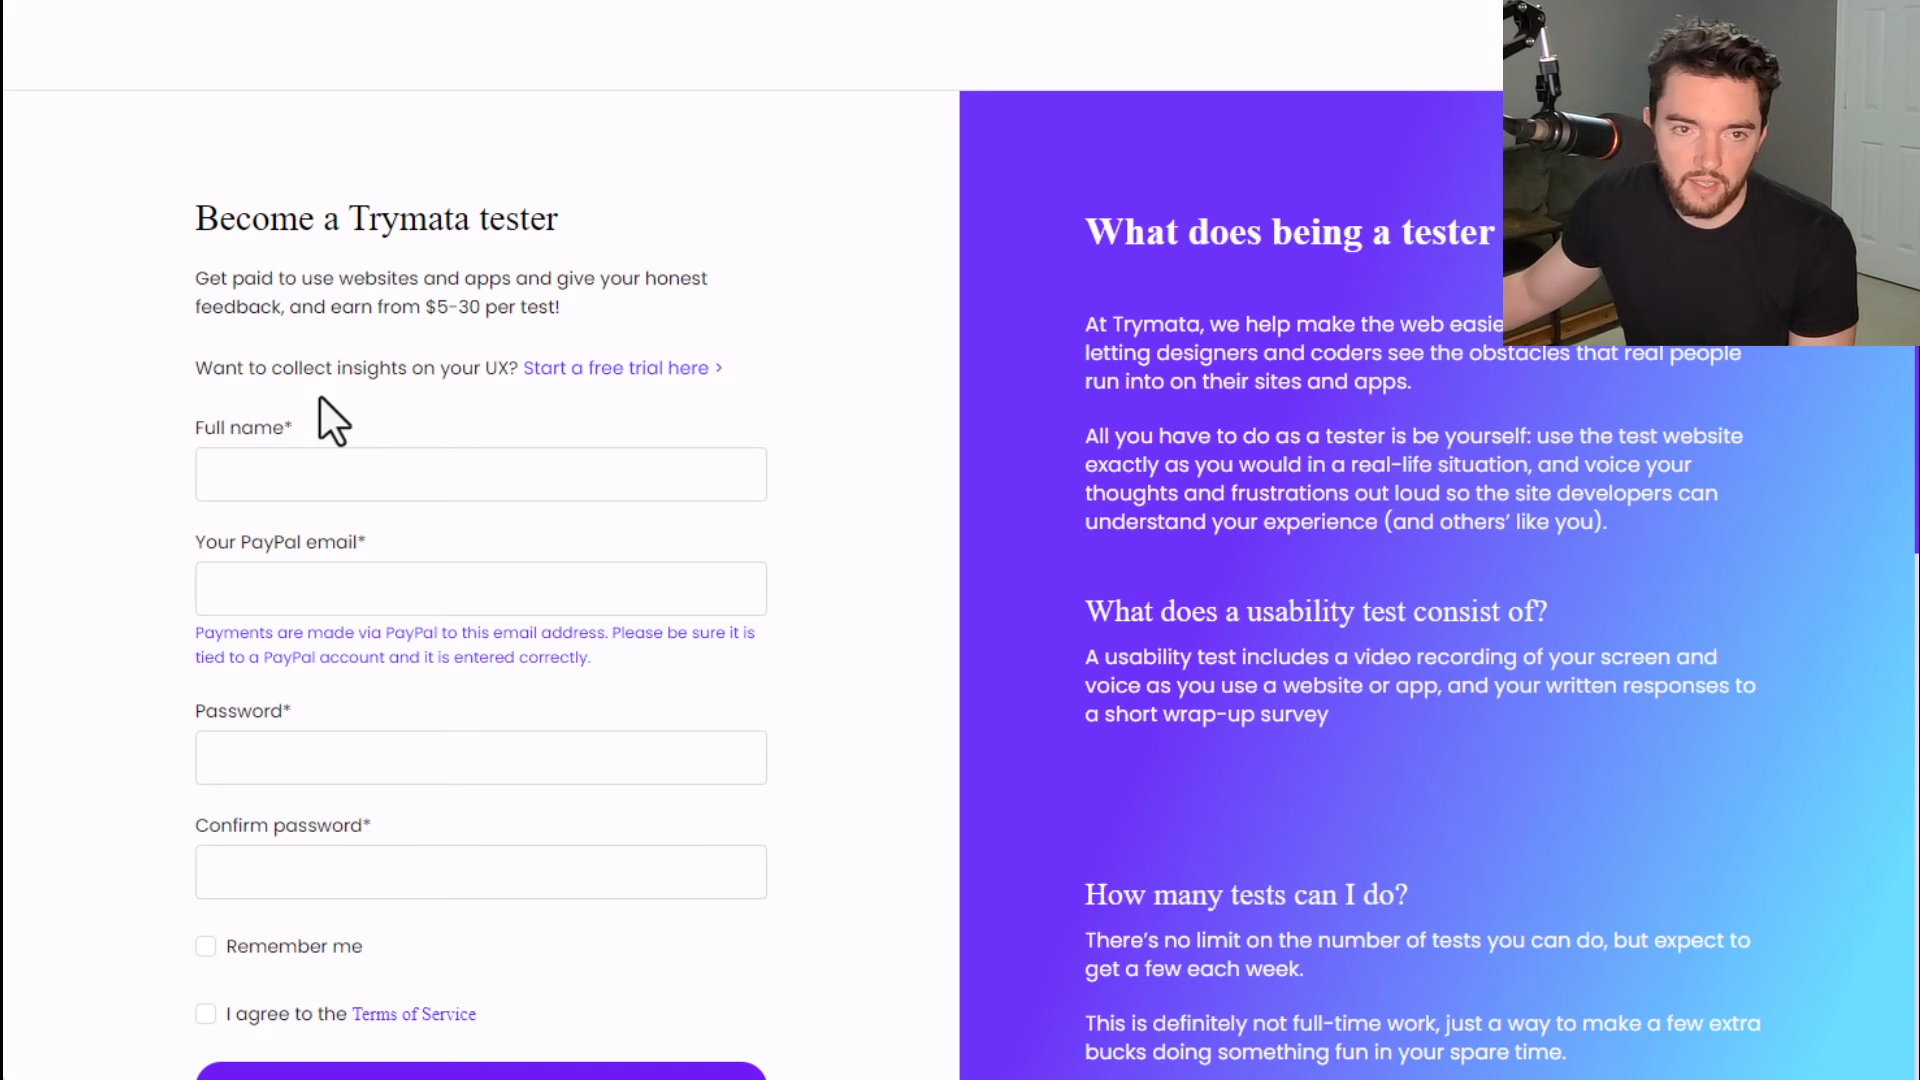 Become a Trymata tester
Get paid to use websites and apps and give your honest
feedback, and earn from $5-30 per test!
Want to collect insights on your UX? Start a free trial here >
Full name*
Your PayPal email*
Payments are made via PayPal to this email address. Please be sure it is
tied to a PayPal account and it is entered correctly.
Password*
Confirm password*
Remember me
I agree to the Terms of Service
What does being a tester
At Trymata, we help make the web easie
letting designers and coders see the obstacles that real people
run into on their sites and apps.
All you have to do as a tester is be yourself: use the test website
exactly as you would in a real-life situation, and voice your
thoughts and frustrations out loud so the site developers can
understand your experience (and others’ like you).
What does a usability test consist of?
A usability test includes a video recording of your screen and
voice as you use a website or app, and your written responses to
a short wrap-up survey
How many tests can I do?
There’s no limit on the number of tests you can do, but expect to
get a few each week.
This is definitely not full-time work, just a way to make a few extra
bucks doing something fun in your spare time.